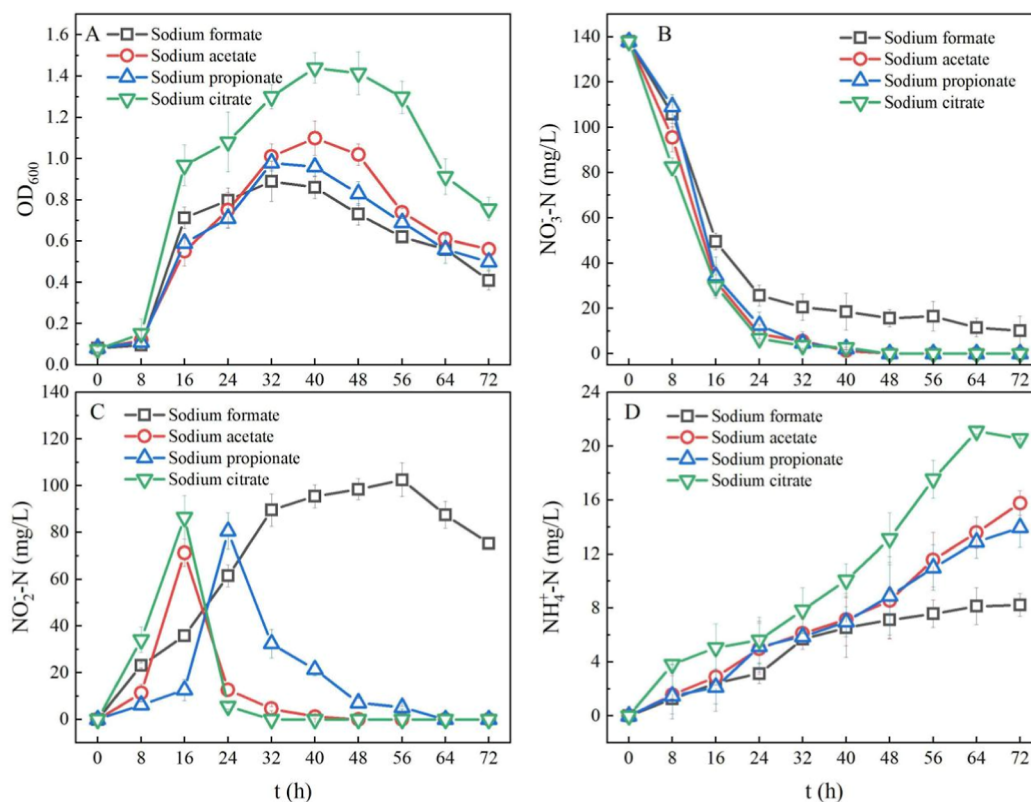 A
Sodium formate
Sodium acetate
Sodium propionate
Sodium citrate
OD600
1.6
1.4
1.2
1.0
0.8
0.6
0.4
0.2
0.0
0 8 16 24 32 40 48 56 64 72
B
Sodium formate
Sodium acetate
Sodium propionate
Sodium citrate
NO3--N (mg/L)
140
120
100
80
60
40
20
0
0 8 16 24 32 40 48 56 64 72
C
Sodium formate
Sodium acetate
Sodium propionate
Sodium citrate
NO2--N (mg/L)
140
120
100
80
60
40
20
0
0 8 16 24 32 40 48 56 64 72
t (h)
D
Sodium formate
Sodium acetate
Sodium propionate
Sodium citrate
NH4+-N (mg/L)
24
20
16
12
8
4
0
0 8 16 24 32 40 48 56 64 72
t (h)